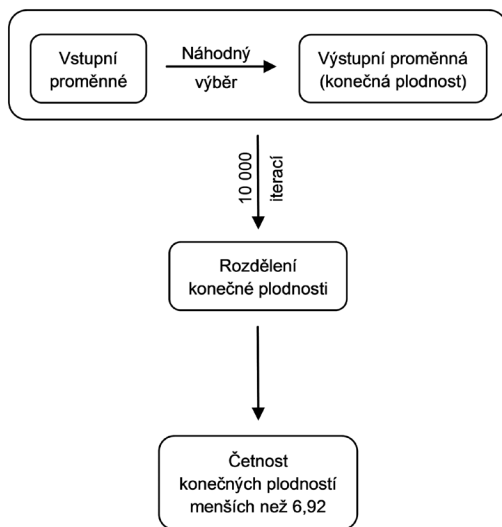 Vstupní
proměnné
Náhodný
výběr
Výstupní proměnná
(konečná plodnost)
10 000
iterací
Rozdělení
konečné plodnosti
Četnost
konečných plodností
menších než 6,92